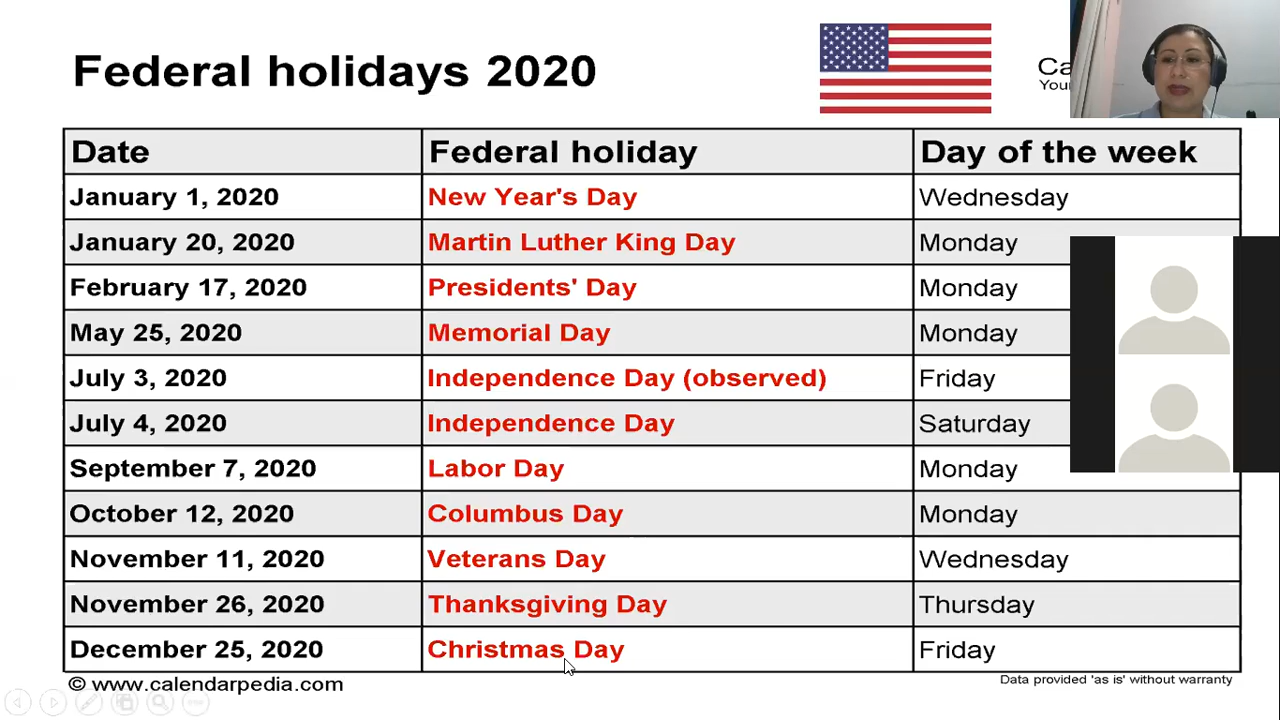 Federal holidays 2020
Ca
You
Date Federal holiday Day of the week
January 1, 2020 New Year's Day Wednesday
January 20, 2020 Martin Luther King Day Monday
February 17, 2020 Presidents' Day Monday
May 25, 2020 Memorial Day Monday
July 3, 2020 Independence Day (observed) Friday
July 4, 2020 Independence Day Saturday
September 7, 2020 Labor Day Monday
October 12, 2020 Columbus Day Monday
November 11, 2020 Veterans Day Wednesday
November 26, 2020 Thanksgiving Day Thursday
December 25, 2020 Christmas Day Friday
© www.calendarpedia.com Data provided 'as is' without warranty